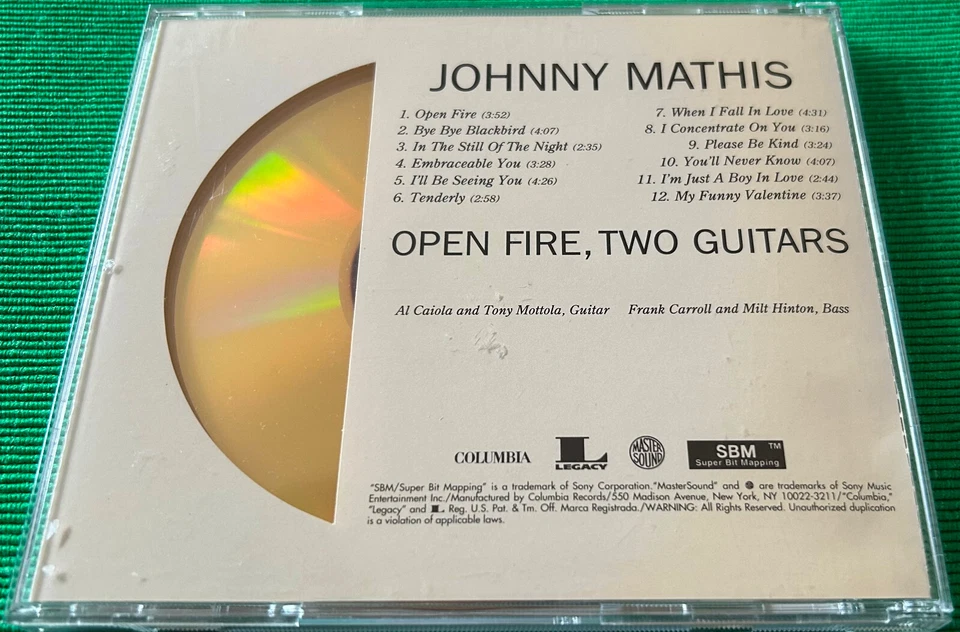 JOHNNY MATHIS
1. Open Fire (3:52)
2. Bye Bye Blackbird (4:07)
3. In The Still Of The Night (2:35)
4. Embraceable You (3:28)
5. I'll Be Seeing You (4:26)
6. Tenderly (2:58)
7. When I Fall In Love (4:31)
8. I Concentrate On You (3:16)
9. Please Be Kind (3:24)
10. You'll Never Know (4:07)
11. I'm Just A Boy In Love (2:44)
12. My Funny Valentine (3:37)
OPEN FIRE, TWO GUITARS
Al Caiola and Tony Mottola, Guitar Frank Carroll and Milt Hinton, Bass
COLUMBIA
L
LEGACY
MASTER
SOUND
SBM TM
Super Bit Mapping
"SBM/Super Bit Mapping" is a trademark of Sony Corporation."MasterSound" and are trademarks of Sony Music
Entertainment Inc./Manufactured by Columbia Records/550 Madison Avenue, New York, NY 10022-3211/"Columbia,"
"Legacy" and L Reg. U.S. Pat. & Tm. Off. Marca Registrada./WARNING: All Rights Reserved. Unauthorized duplication
is a violation of applicable laws.